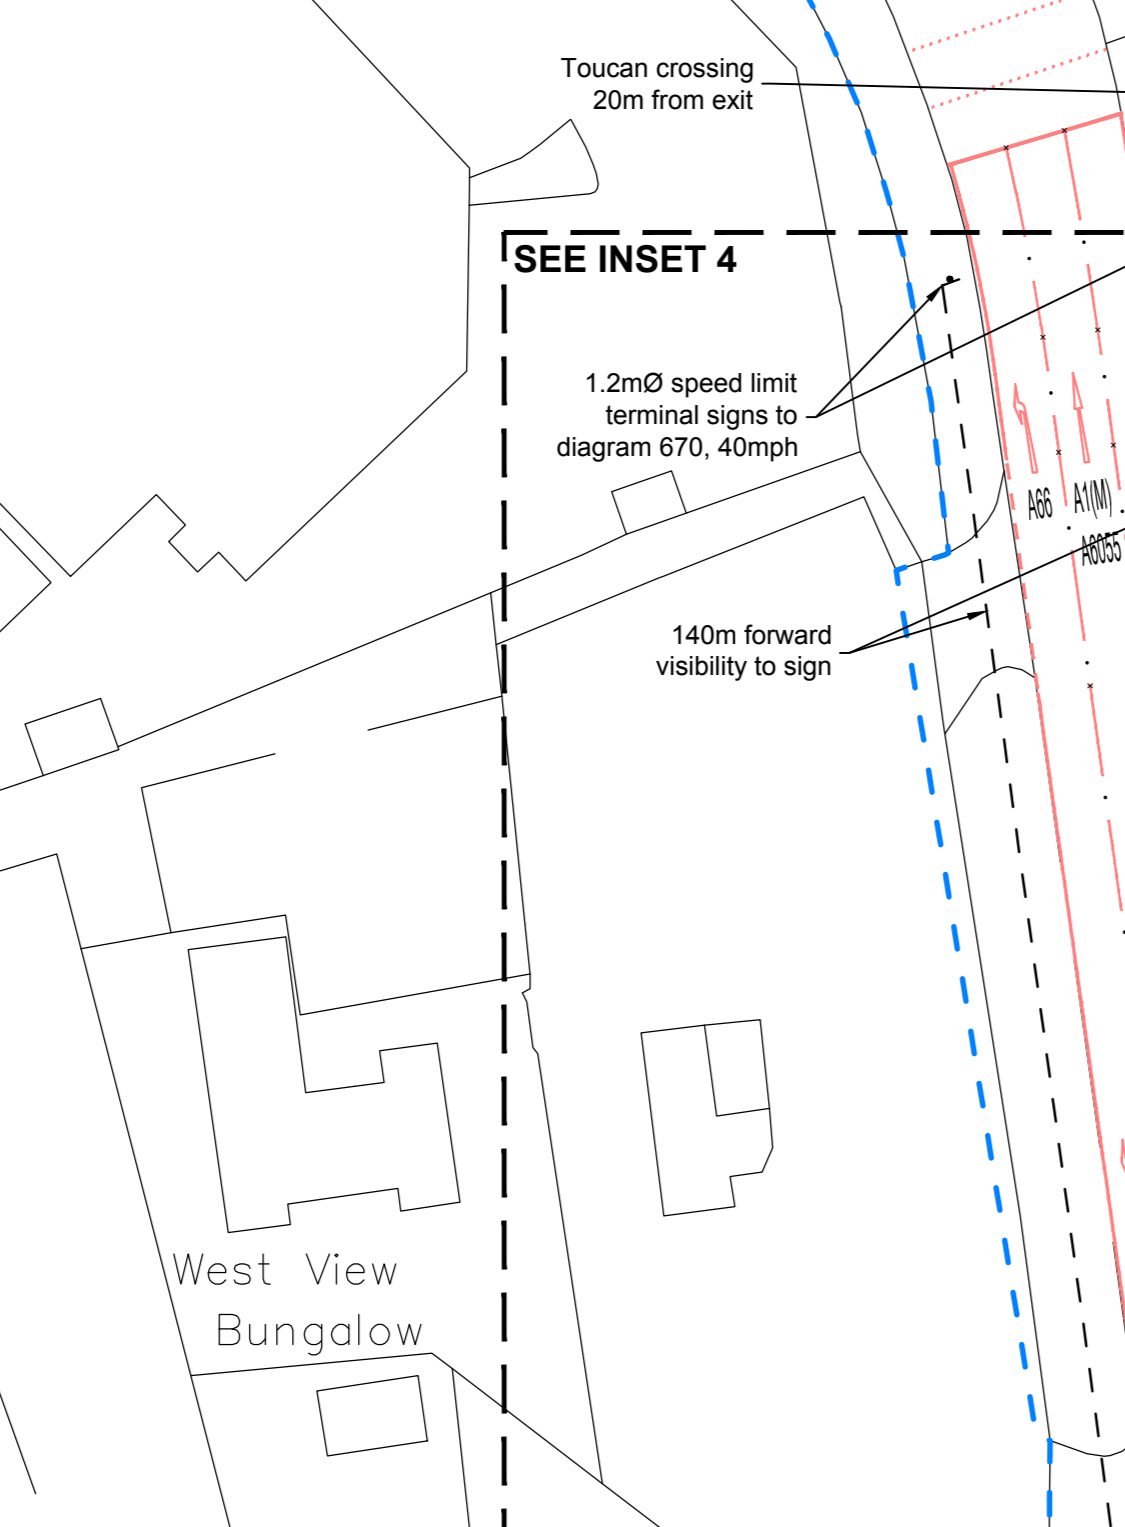 Toucan crossing
20m from exit
SEE INSET 4
1.2mØ speed limit
terminal signs to
diagram 670, 40mph
A66
A1(M)
A6055
140m forward
visibility to sign
West View
Bungalow